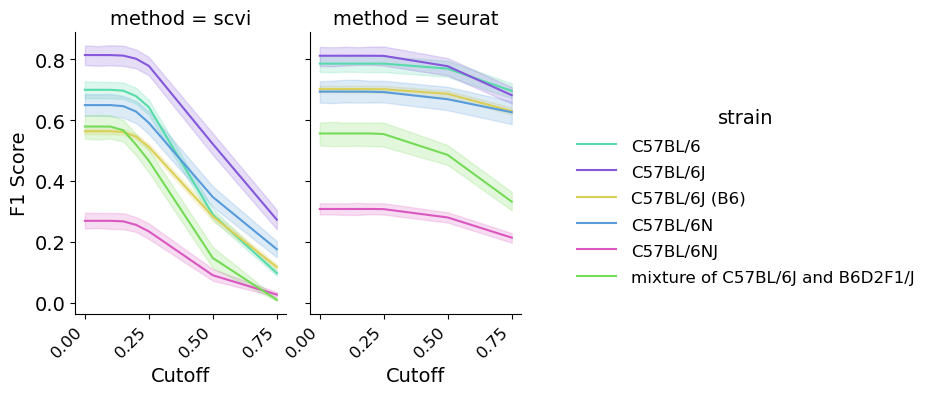 method = scvi
method = seurat
F1 Score
0.8
0.6
0.4
0.2
0.0
0.00
0.25
0.50
0.75
Cutoff
0.00
0.25
0.50
0.75
Cutoff
strain
C57BL/6
C57BL/6J
C57BL/6J (B6)
C57BL/6N
C57BL/6NJ
mixture of C57BL/6J and B6D2F1/J